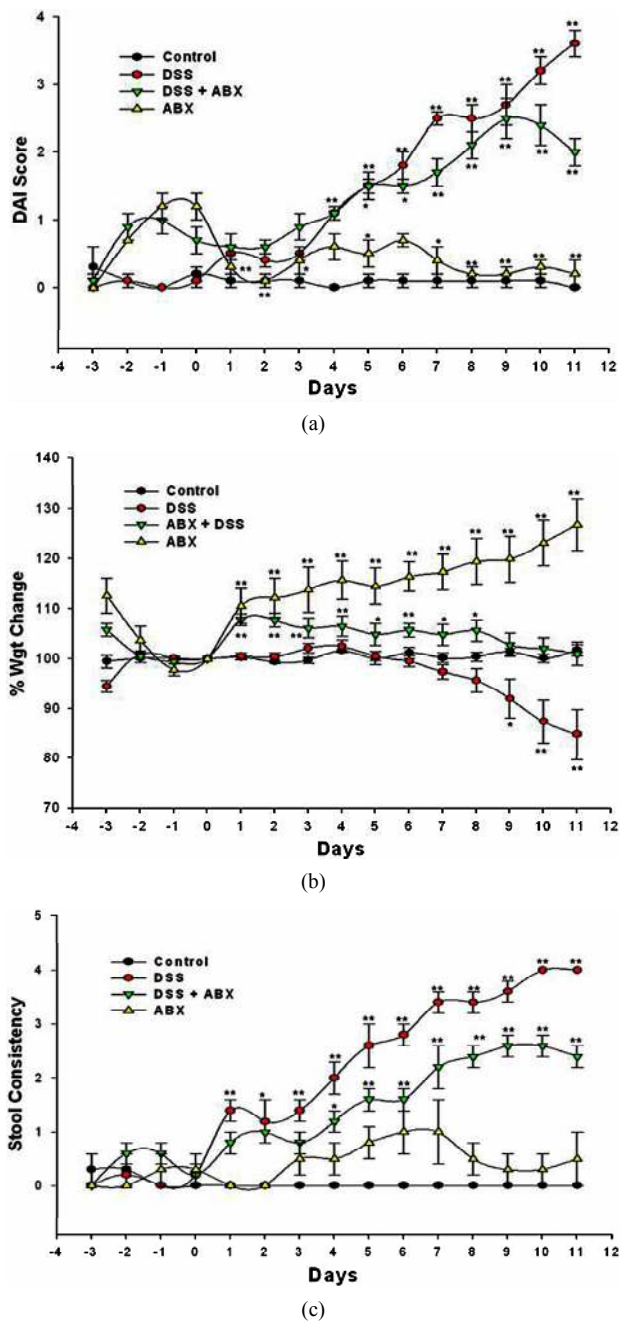 4
3
2
1
0
DAI Score
Control
DSS
DSS + ABX
ABX
** ** ** ** ** ** ** **
* * ** ** ** ** **
** ** * * * ** ** ** **
-4 -3 -2 -1 0 1 2 3 4 5 6 7 8 9 10 11 12
Days
(a)
140
130
120
110
100
90
80
70
% Wgt Change
Control
DSS
ABX + DSS
ABX
** ** ** ** ** ** ** ** ** ** **
** ** ** ** * ** * *
* ** **
-4 -3 -2 -1 0 1 2 3 4 5 6 7 8 9 10 11 12
Days
(b)
5
4
3
2
1
0
Stool Consistency
Control
DSS
DSS + ABX
ABX
** * ** ** ** ** ** ** ** ** **
* ** ** ** ** ** ** **
-4 -3 -2 -1 0 1 2 3 4 5 6 7 8 9 10 11 12
Days
(c)